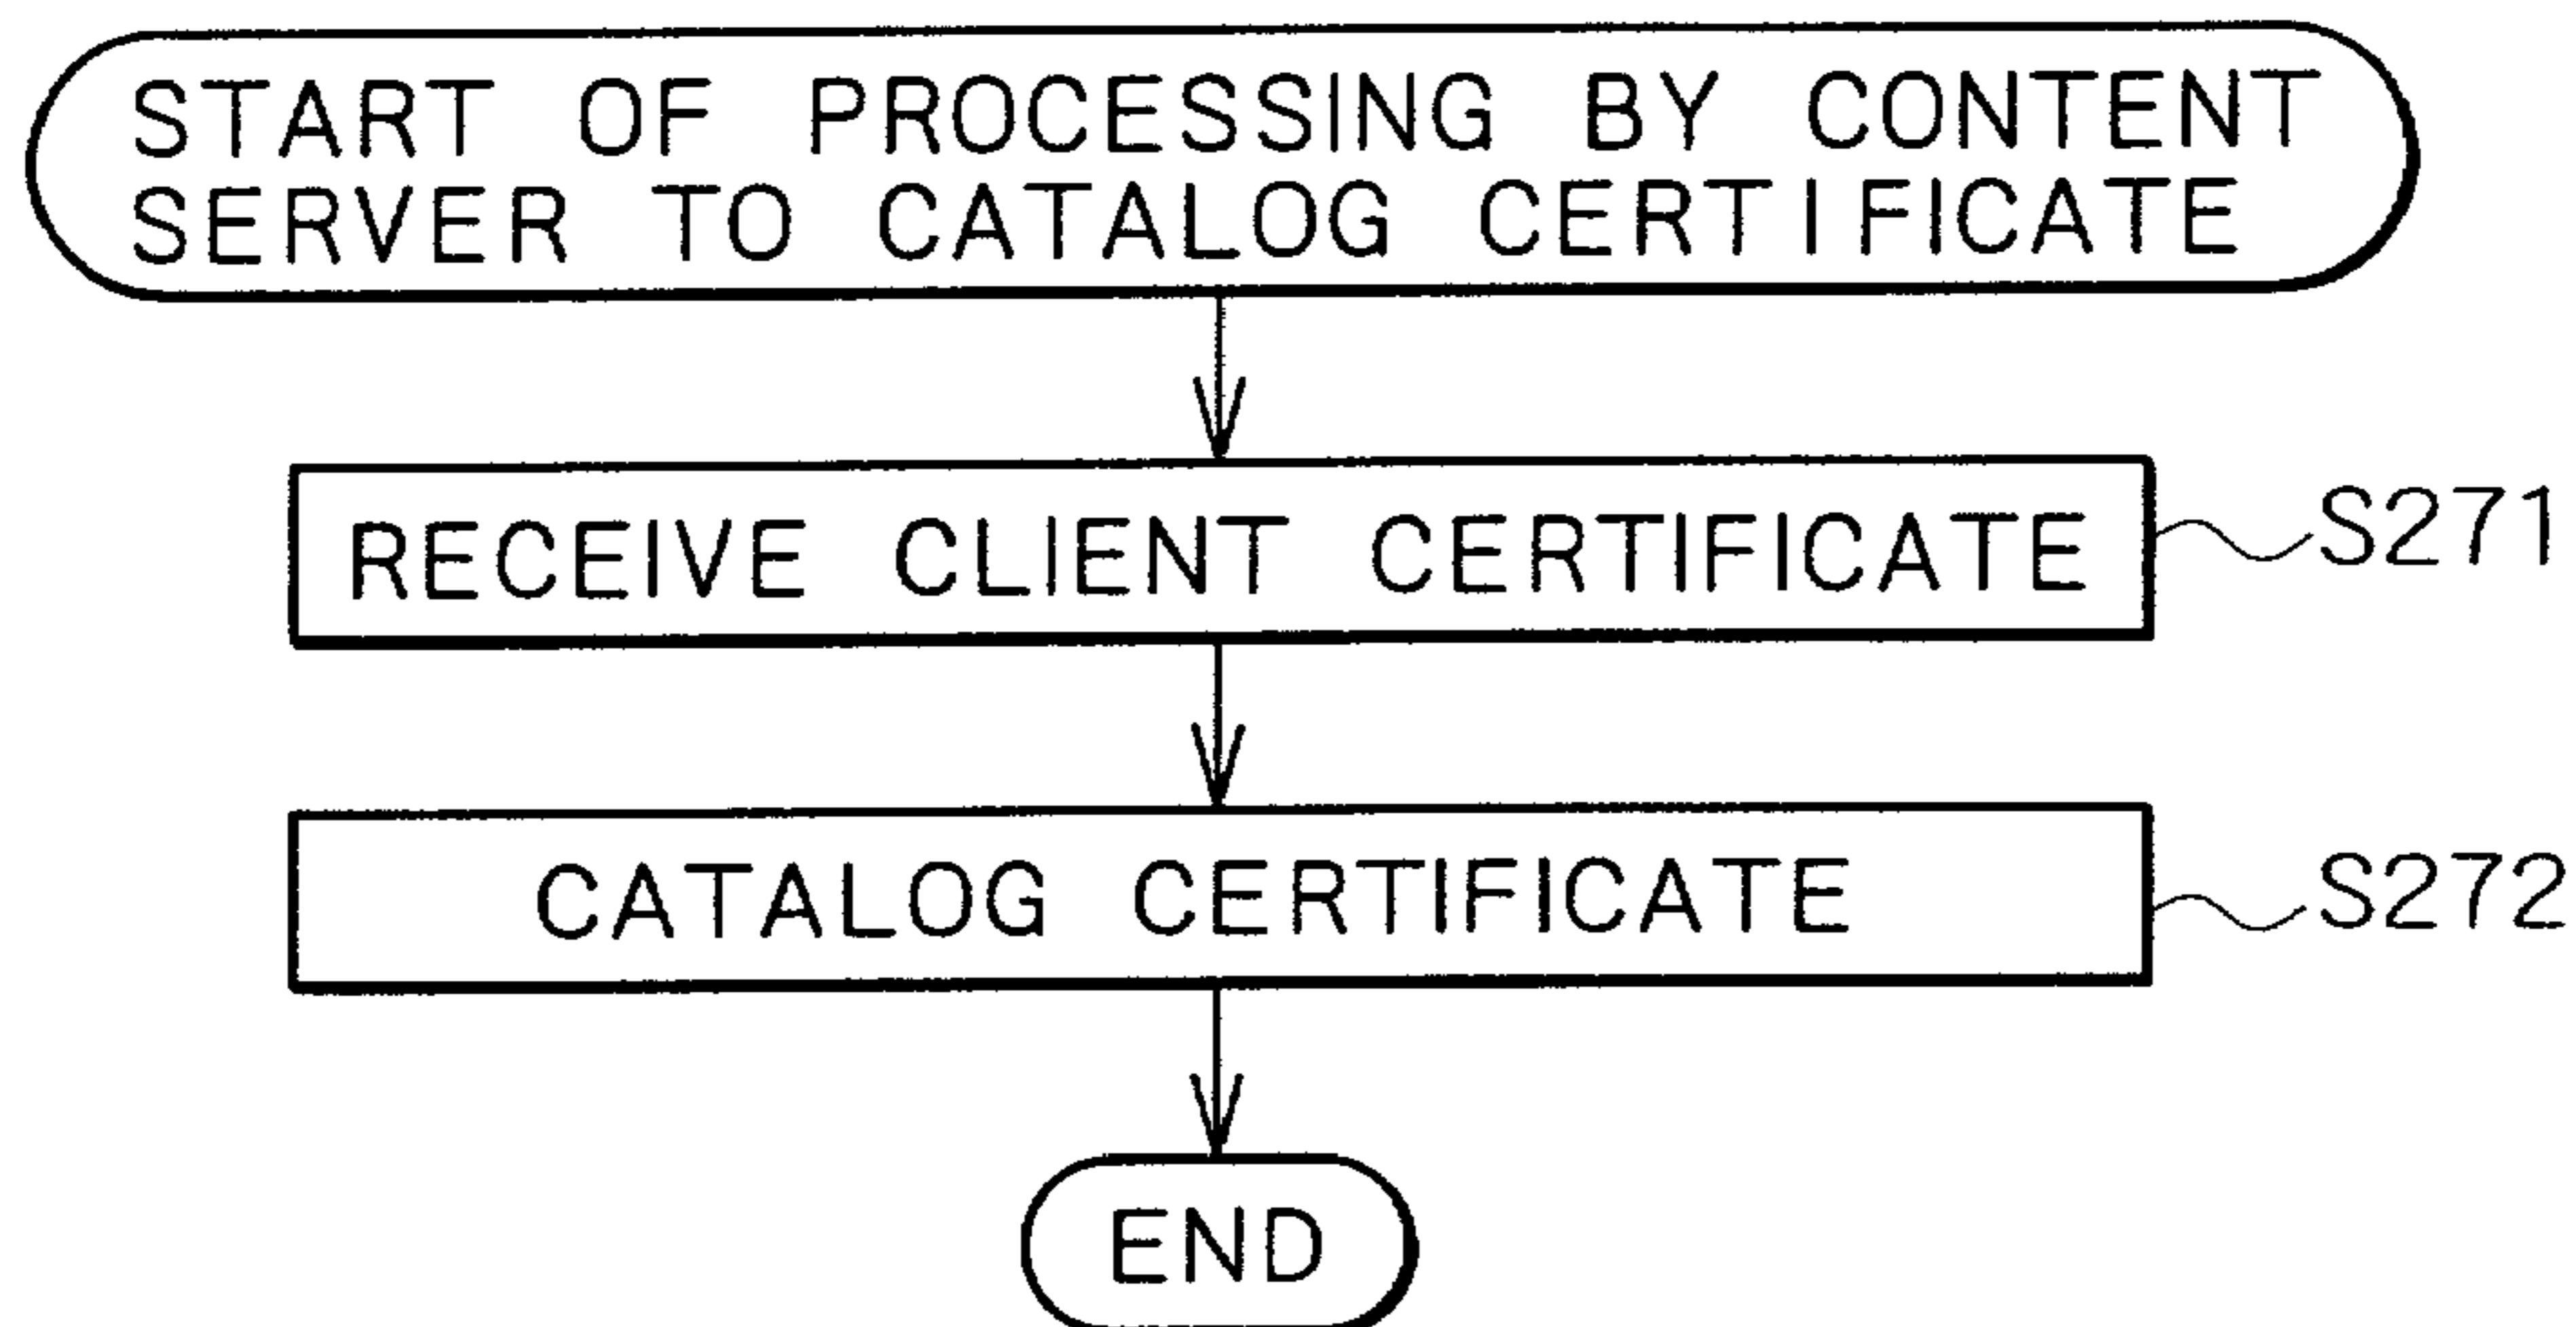 START OF PROCESSING BY CONTENT
SERVER TO CATALOG CERTIFICATE
RECEIVE CLIENT CERTIFICATE
S271
CATALOG CERTIFICATE
S272
END